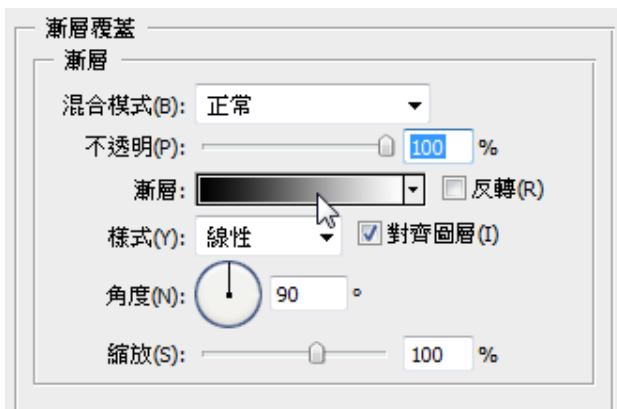 漸層覆蓋
漸層
混合模式(B): 正常
不透明(P): 100 %
漸層: 反轉(R)
樣式(Y): 線性 對齊圖層(I)
角度(N): 90 °
縮放(S): 100 %